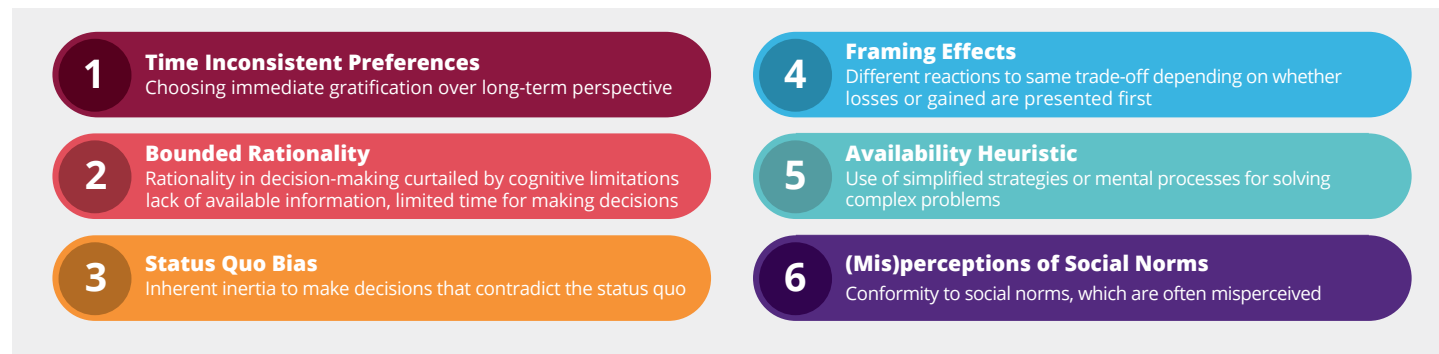 1
Time Inconsistent Preferences
Choosing immediate gratification over long-term perspective
2
Bounded Rationality
Rationality in decision-making curtailed by cognitive limitations
lack of available information, limited time for making decisions
3
Status Quo Bias
Inherent inertia to make decisions that contradict the status quo
4
Framing Effects
Different reactions to same trade-off depending on whether
losses or gained are presented first
5
Availability Heuristic
Use of simplified strategies or mental processes for solving
complex problems
6
(Mis)perceptions of Social Norms
Conformity to social norms, which are often misperceived